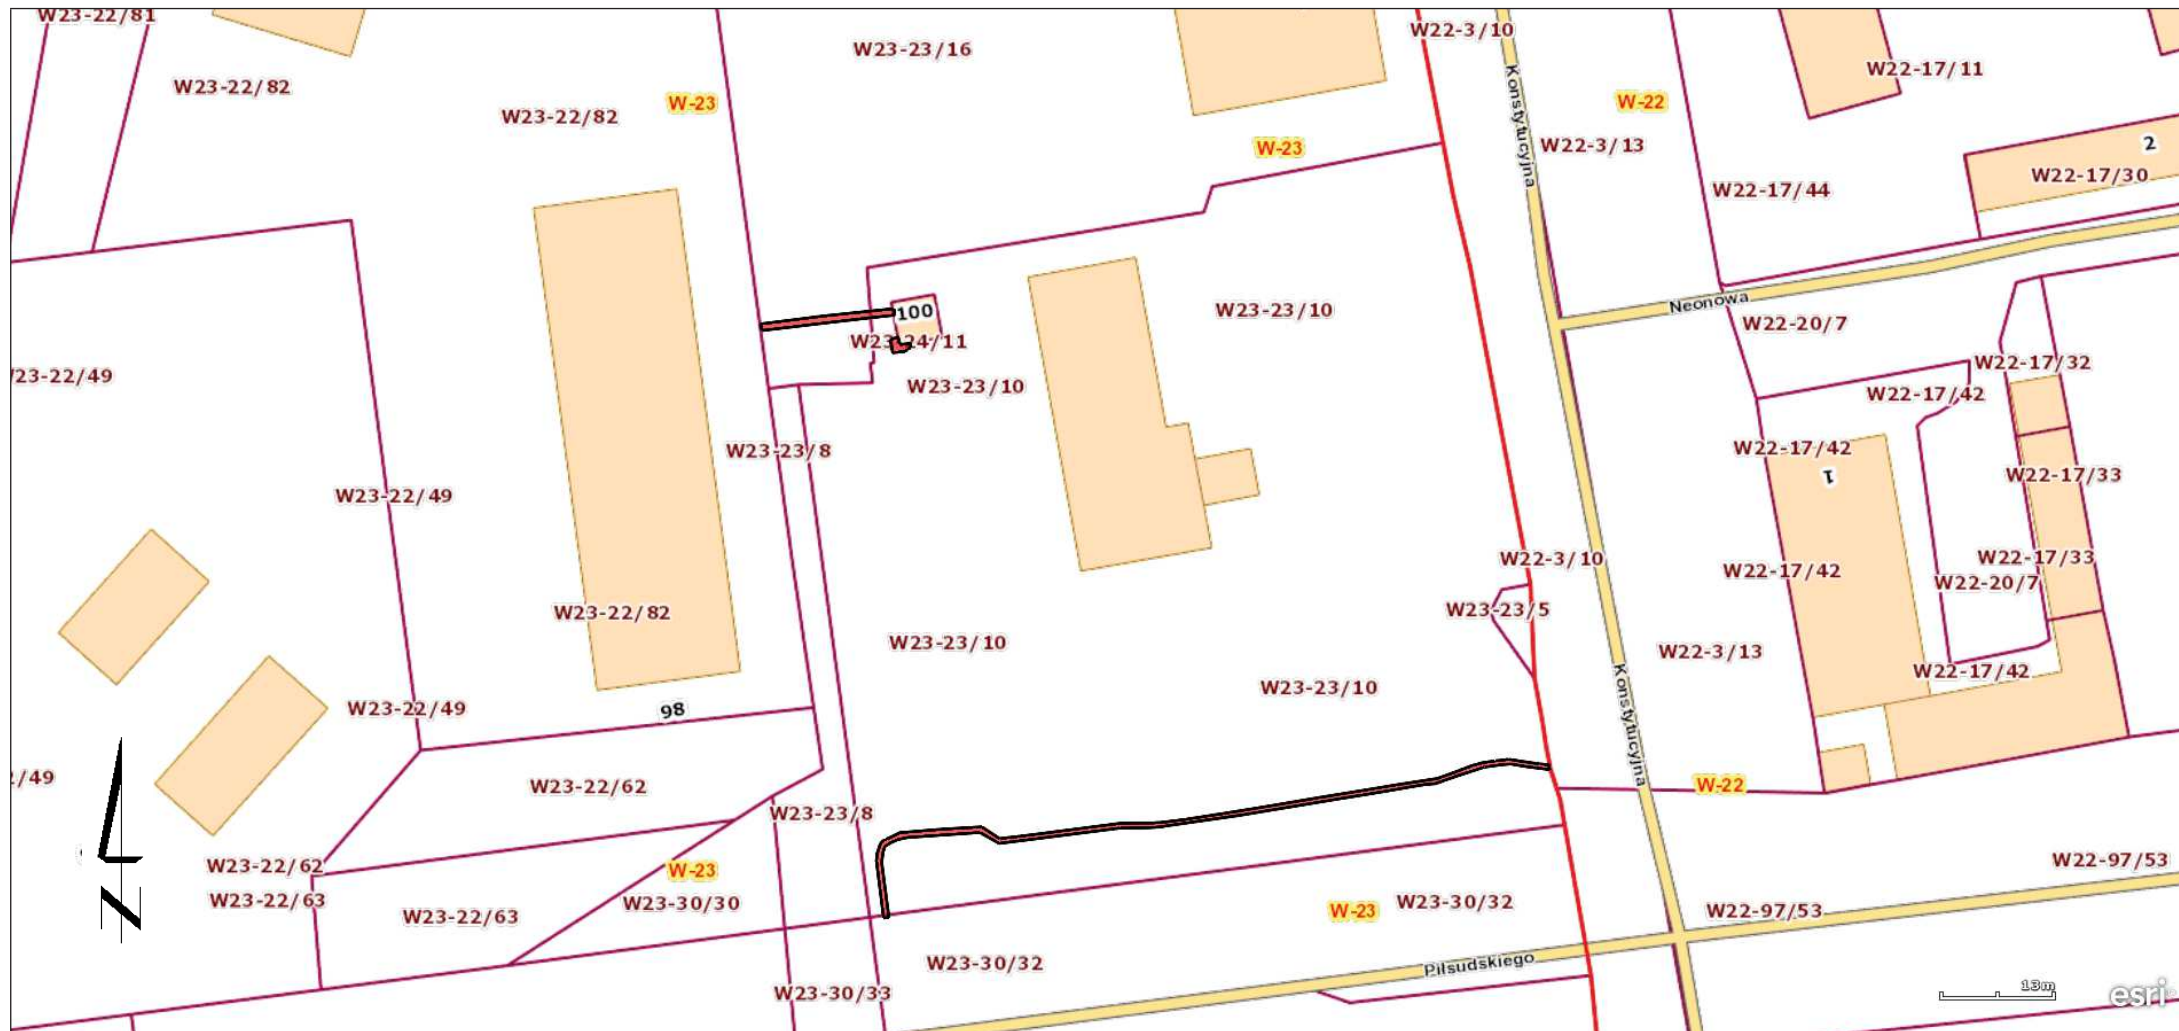 W23-22/81
W23-23/16
W22-3/10
W22-17/11
W23-22/82
W23-22/82
W-23
W-22
Konstytucyjna
W22-3/13
W-23
2
W22-17/30
W22-17/44
Neonowa
100
W23-23/10
W22-20/7
W23-24/11
W22-17/32
W23-22/49
W23-23/10
W22-17/42
W23-23/8
W22-17/42
1
W22-17/33
W23-22/49
W22-3/10
W22-17/33
W22-17/42
W22-20/7
W23-22/82
W23-23/5
W23-23/10
W22-3/13
W22-17/42
W23-23/10
W23-22/49
98
Konstytucyjna
/49
W23-22/62
W-22
W23-23/8
W23-22/62
W-23
W22-97/53
W23-22/63
W23-22/63
W23-30/30
W-23
W23-30/32
W22-97/53
N
W23-30/32
Piłsudskiego
W23-30/33
13m
esri